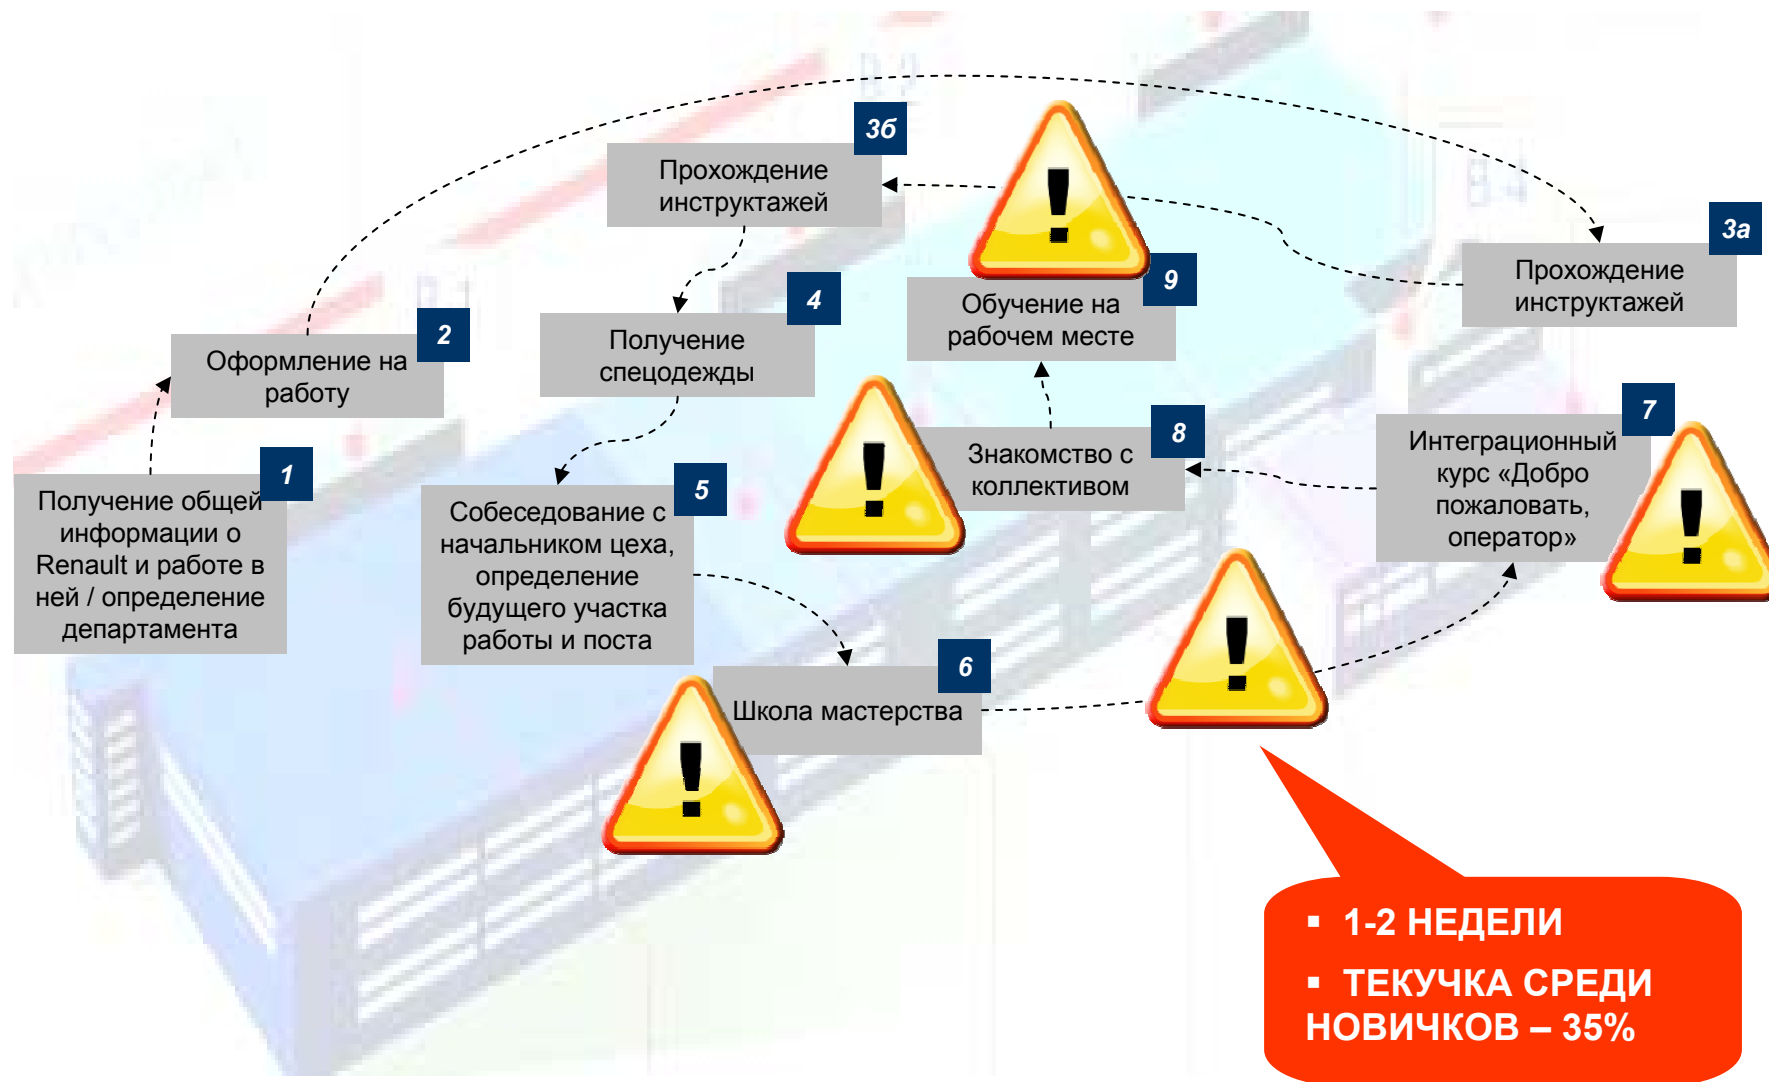 1
Получение общей
информации о
Renault и работе в
ней / определение
департамента
2
Оформление на
работу
3а
Прохождение
инструктажей
3б
Прохождение
инструктажей
4
Получение
спецодежды
5
Собеседование с
начальником цеха,
определение
будущего участка
работы и поста
6
Школа мастерства
7
Интеграционный
курс «Добро
пожаловать,
оператор»
8
Знакомство с
коллективом
9
Обучение на
рабочем месте
!
!
!
!
!
▪ 1-2 НЕДЕЛИ
▪ ТЕКУЧКА СРЕДИ
НОВИЧКОВ – 35%
B 1
B 4